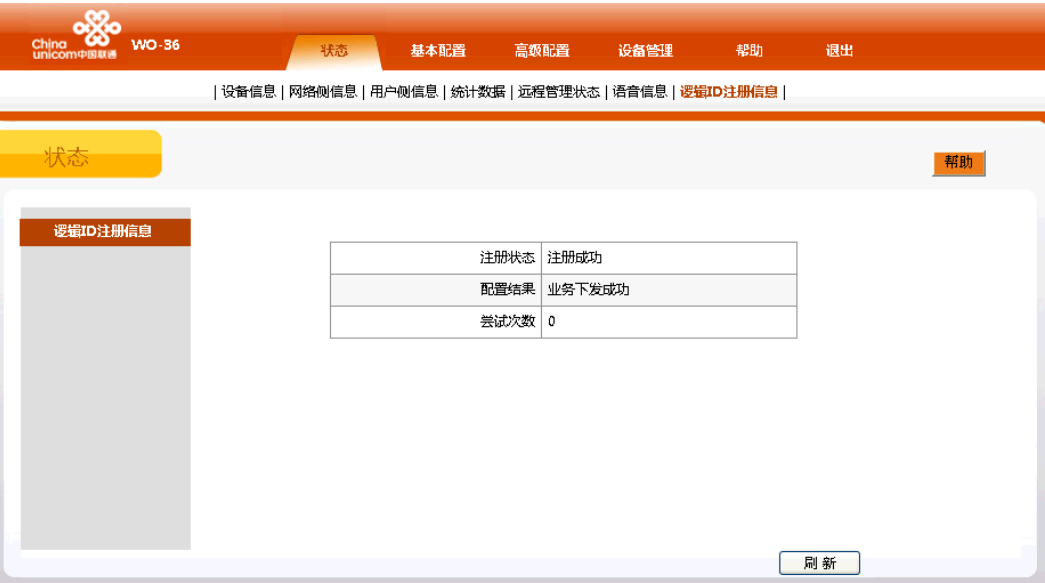 China
unicom中国联通
WO-36
状态 基本配置 高级配置 设备管理 帮助 退出
| 设备信息 | 网络侧信息 | 用户侧信息 | 统计数据 | 远程管理状态 | 语音信息 | 逻辑ID注册信息 |
状态
帮助
逻辑ID注册信息
注册状态 注册成功
配置结果 业务下发成功
尝试次数 0
刷新